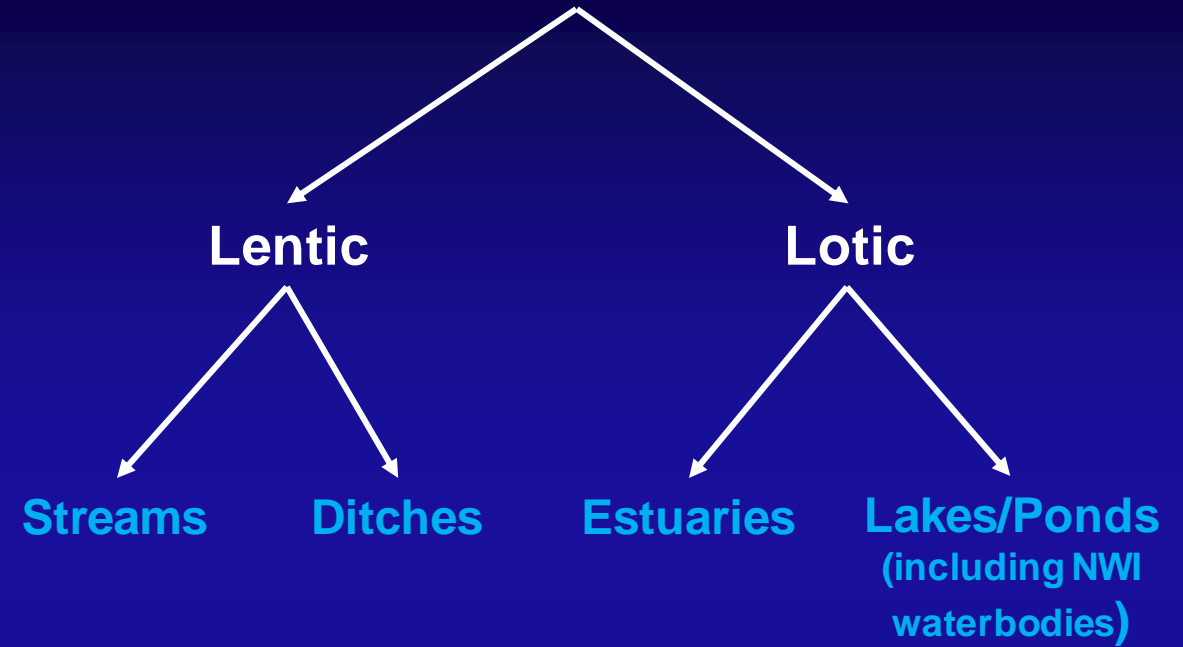 Lentic Lotic
Streams Ditches Estuaries Lakes/Ponds
(including NWI
waterbodies)